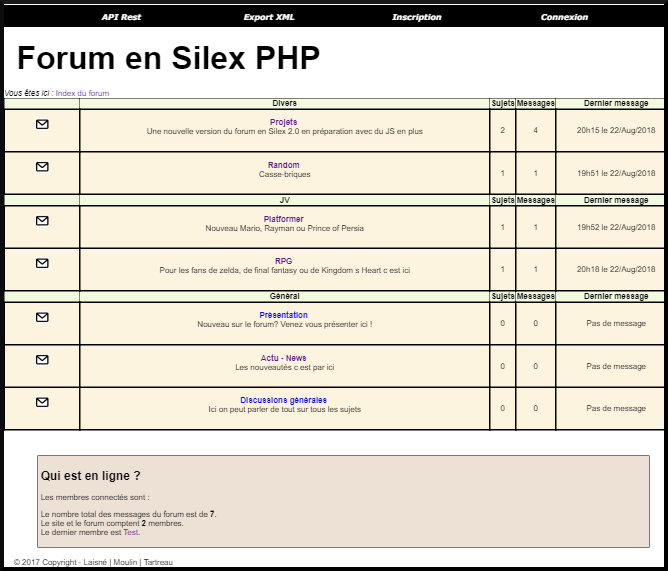 API Rest Export XML Inscription Connexion
Forum en Silex PHP
Vous êtes ici : Index du forum
Divers Sujets Messages Dernier message
Projets
Une nouvelle version du forum en Silex 2.0 en préparation avec du JS en plus
2 4 20h15 le 22/Aug/2018
Random
Casse-briques
1 1 19h51 le 22/Aug/2018
JV Sujets Messages Dernier message
Platformer
Nouveau Mario, Rayman ou Prince of Persia
1 1 19h52 le 22/Aug/2018
RPG
Pour les fans de zelda, de final fantasy ou de Kingdom s Heart c est ici
1 1 20h18 le 22/Aug/2018
Général Sujets Messages Dernier message
Présentation
Nouveau sur le forum? Venez vous présenter ici !
0 0 Pas de message
Actu - News
Les nouveautés c est par ici
0 0 Pas de message
Discussions générales
Ici on peut parler de tout sur tous les sujets
0 0 Pas de message
Qui est en ligne ?
Les membres connectés sont :
Le nombre total des messages du forum est de 7.
Le site et le forum comptent 2 membres.
Le dernier membre est Test.
© 2017 Copyright - Laisné | Moulin | Tartreau